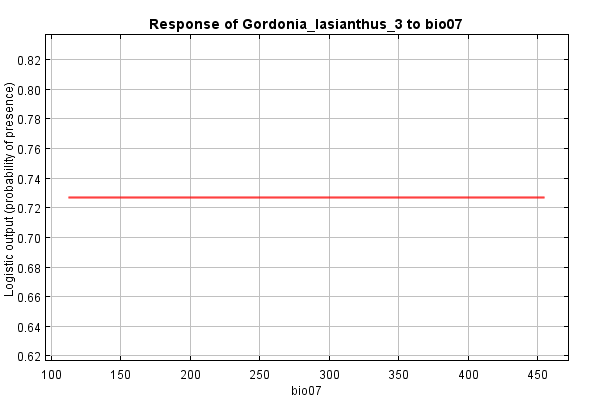 Response of Gordonia_lasianthus_3 to bio07
Logistic output (probability of presence)
0.82
0.80
0.78
0.76
0.74
0.72
0.70
0.68
0.66
0.64
0.62
100 150 200 250 300 350 400 450
bio07